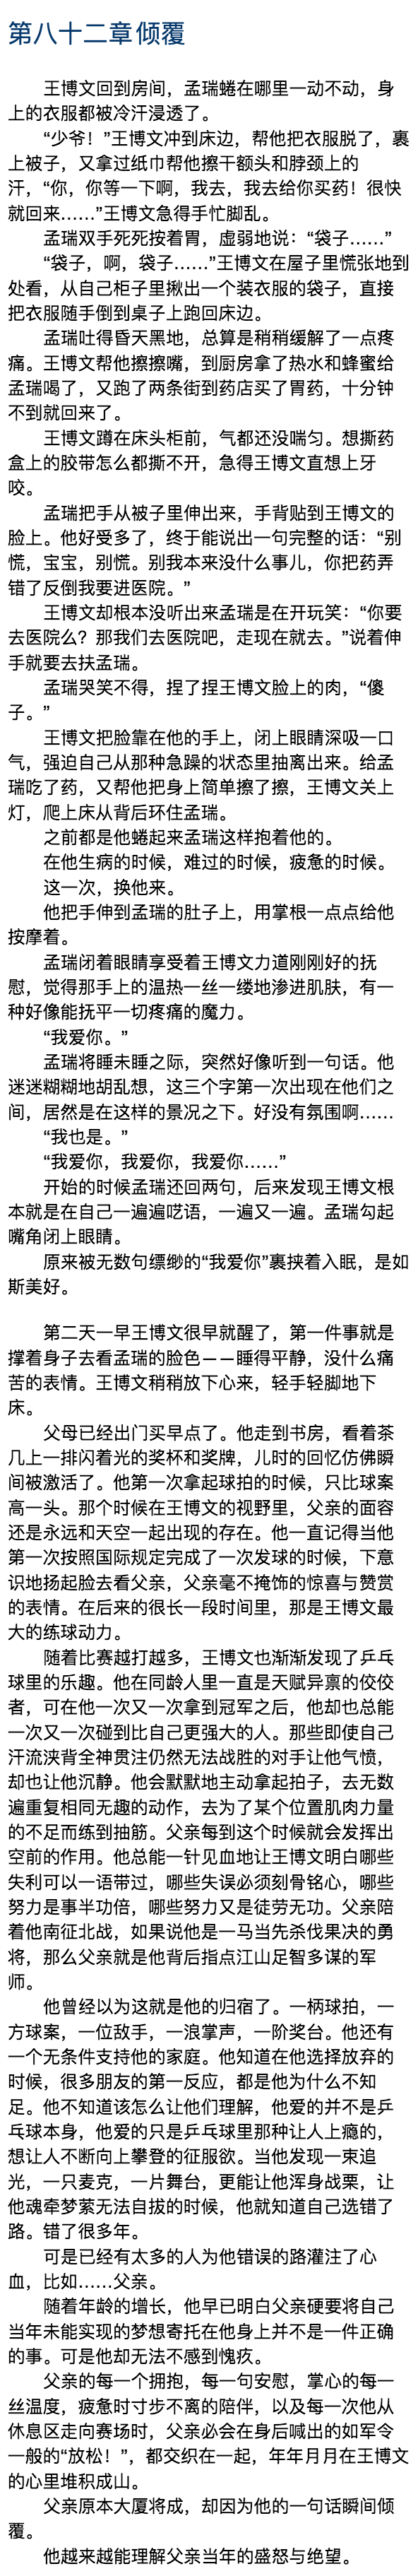 第八十二章 倾覆
王博文回到房间，孟瑞蜷在哪里一动不动，身
上的衣服都被冷汗浸透了。
“少爷！”王博文冲到床边，帮他把衣服脱了，裹
上被子，又拿过纸巾帮他擦干额头和脖颈上的
汗，“你，你等一下啊，我去，我去给你买药！很快
就回来……”王博文急得手忙脚乱。
孟瑞双手死死按着胃，虚弱地说：“袋子……”
“袋子，啊，袋子……”王博文在屋子里慌张地到
处看，从自己柜子里揪出一个装衣服的袋子，直接
把衣服随手倒到桌子上跑回床边。
孟瑞吐得昏天黑地，总算是稍稍缓解了一点疼
痛。王博文帮他擦擦嘴，到厨房拿了热水和蜂蜜给
孟瑞喝了，又跑了两条街到药店买了胃药，十分钟
不到就回来了。
王博文蹲在床头柜前，气都还没喘匀。想撕药
盒上的胶带怎么都撕不开，急得王博文直想上牙
咬。
孟瑞把手从被子里伸出来，手背贴到王博文的
脸上。他好受多了，终于能说出一句完整的话：“别
慌，宝宝，别慌。别我本来没什么事儿，你把药弄
错了反倒我要进医院。”
王博文却根本没听出来孟瑞是在开玩笑：“你要
去医院么？那我们去医院吧，走现在就去。”说着伸
手就要去扶孟瑞。
孟瑞哭笑不得，捏了捏王博文脸上的肉，“傻
子。”
王博文把脸靠在他的手上，闭上眼睛深吸一口
气，强迫自己从那种急躁的状态里抽离出来。给孟
瑞吃了药，又帮他把身上简单擦了擦，王博文关上
灯，爬上床从背后环住孟瑞。
之前都是他蜷起来孟瑞这样抱着他的。
在他生病的时候，难过的时候，疲惫的时候。
这一次，换他来。
他把手伸到孟瑞的肚子上，用掌根一点点给他
按摩着。
孟瑞闭着眼睛享受着王博文力道刚刚好的抚
慰，觉得那手上的温热一丝一缕地渗进肌肤，有一
种好像能抚平一切疼痛的魔力。
“我爱你。”
孟瑞将睡未睡之际，突然好像听到一句话。他
迷迷糊糊地胡乱想，这三个字第一次出现在他们之
间，居然是在这样的景况之下。好没有氛围啊……
“我也是。”
“我爱你，我爱你，我爱你……”
开始的时候孟瑞还回两句，后来发现王博文根
本就是在自己一遍遍呓语，一遍又一遍。孟瑞勾起
嘴角闭上眼睛。
原来被无数句缥缈的“我爱你”裹挟着入眠，是如
斯美好。
第二天一早王博文很早就醒了，第一件事就是
撑着身子去看孟瑞的脸色——睡得平静，没什么痛
苦的表情。王博文稍稍放下心来，轻手轻脚地下
床。
父母已经出门买早点了。他走到书房，看着茶
几上一排闪着光的奖杯和奖牌，儿时的回忆仿佛瞬
间被激活了。他第一次拿起球拍的时候，只比球案
高一头。那个时候在王博文的视野里，父亲的面容
还是永远和天空一起出现的存在。他一直记得当他
第一次按照国际规定完成了一次发球的时候，下意
识地扬起脸去看父亲，父亲毫不掩饰的惊喜与赞赏
的表情。在后来的很长一段时间里，那是王博文最
大的练球动力。
随着比赛越打越多，王博文也渐渐发现了乒乓
球里的乐趣。他在同龄人里一直是天赋异禀的佼佼
者，可在他一次又一次拿到冠军之后，他却也总能
一次又一次碰到比自己更强大的人。那些即使自己
汗流浃背全神贯注仍然无法战胜的对手让他气愤，
却也让他沉静。他会默默地主动拿起拍子，去无数
遍重复相同无趣的动作，去为了某个位置肌肉力量
的不足而练到抽筋。父亲每到这个时候就会发挥出
空前的作用。他总能一针见血地让王博文明白哪些
失利可以一语带过，哪些失误必须刻骨铭心，哪些
努力是事半功倍，哪些努力又是徒劳无功。父亲陪
着他南征北战，如果说他是一马当先杀伐果决的勇
将，那么父亲就是他背后指点江山足智多谋的军
师。
他曾经以为这就是他的归宿了。一柄球拍，一
方球案，一位敌手，一浪掌声，一阶奖台。他还有
一个无条件支持他的家庭。他知道在他选择放弃的
时候，很多朋友的第一反应，都是他为什么不知
足。他不知道该怎么让他们理解，他爱的并不是乒
乓球本身，他爱的只是乒乓球里那种让人上瘾的，
想让人不断向上攀登的征服欲。当他发现一束追
光，一只麦克，一片舞台，更能让他浑身战栗，让
他魂牵梦萦无法自拔的时候，他就知道自己选错了
路。错了很多年。
可是已经有太多的人为他错误的路灌注了心
血，比如……父亲。
随着年龄的增长，他早已明白父亲硬要将自己
当年未能实现的梦想寄托在他身上并不是一件正确
的事。可是他却无法不感到愧疚。
父亲的每一个拥抱，每一句安慰，掌心的每一
丝温度，疲惫时寸步不离的陪伴，以及每一次他从
休息区走向赛场时，父亲必会在身后喊出的如军令
一般的“放松！”，都交织在一起，年年月月在王博文
的心里堆积成山。
父亲原本大厦将成，却因为他的一句话瞬间倾
覆。
他越来越能理解父亲当年的盛怒与绝望。